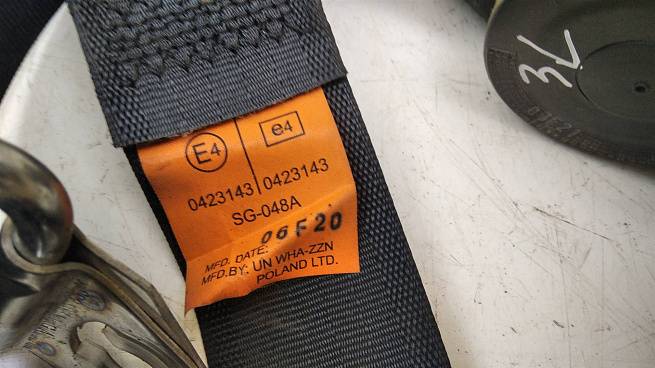 E4 e4
0423143 0423143
SG-048A
MFD. DATE: 06F20
MFD.BY: UN WHA-ZZN
POLAND LTD.
3L